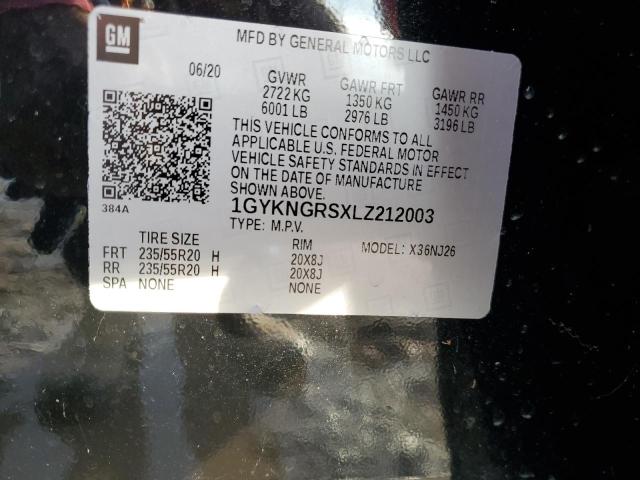 GM
MFD BY GENERAL MOTORS LLC
06/20
GVWR GAWR FRT GAWR RR
2722 KG 1350 KG 1450 KG
6001 LB 2976 LB 3196 LB
THIS VEHICLE CONFORMS TO ALL
APPLICABLE U.S. FEDERAL MOTOR
VEHICLE SAFETY STANDARDS IN EFFECT
ON THE DATE OF MANUFACTURE
SHOWN ABOVE.
384A
1GYKNGRSXLZ212003
TYPE: M.P.V.
TIRE SIZE RIM MODEL: X36NJ26
FRT 235/55R20 H 20X8J
RR 235/55R20 H 20X8J
SPA NONE NONE